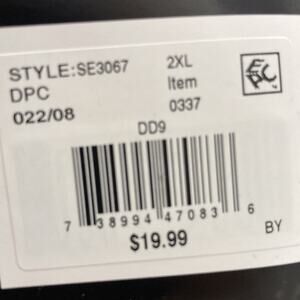 STYLE:SE3067 2XL
DPC Item
022/08 0337
DD9
7 38994 47083 6
$19.99 BY